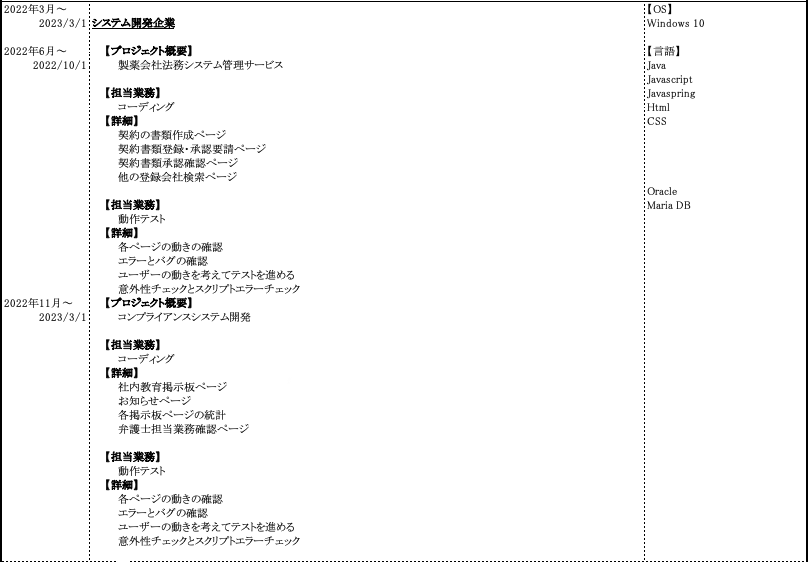 2022年3月～ 【OS】
2023/3/1 システム開発企業 Windows 10
2022年6月～ 【プロジェクト概要】 【言語】
2022/10/1 製薬会社法務システム管理サービス Java
Javascript
【担当業務】 Javaspring
コーディング Html
【詳細】 CSS
契約の書類作成ページ
契約書類登録・承認要請ページ
契約書類承認確認ページ
他の登録会社検索ページ
Oracle
【担当業務】 Maria DB
動作テスト
【詳細】
各ページの動きの確認
エラーとバグの確認
ユーザーの動きを考えてテストを進める
意外性チェックとスクリプトエラーチェック
2022年11月～ 【プロジェクト概要】
2023/3/1 コンプライアンスシステム開発
【担当業務】
コーディング
【詳細】
社内教育掲示板ページ
お知らせページ
各掲示板ページの統計
弁護士担当業務確認ページ
【担当業務】
動作テスト
【詳細】
各ページの動きの確認
エラーとバグの確認
ユーザーの動きを考えてテストを進める
意外性チェックとスクリプトエラーチェック